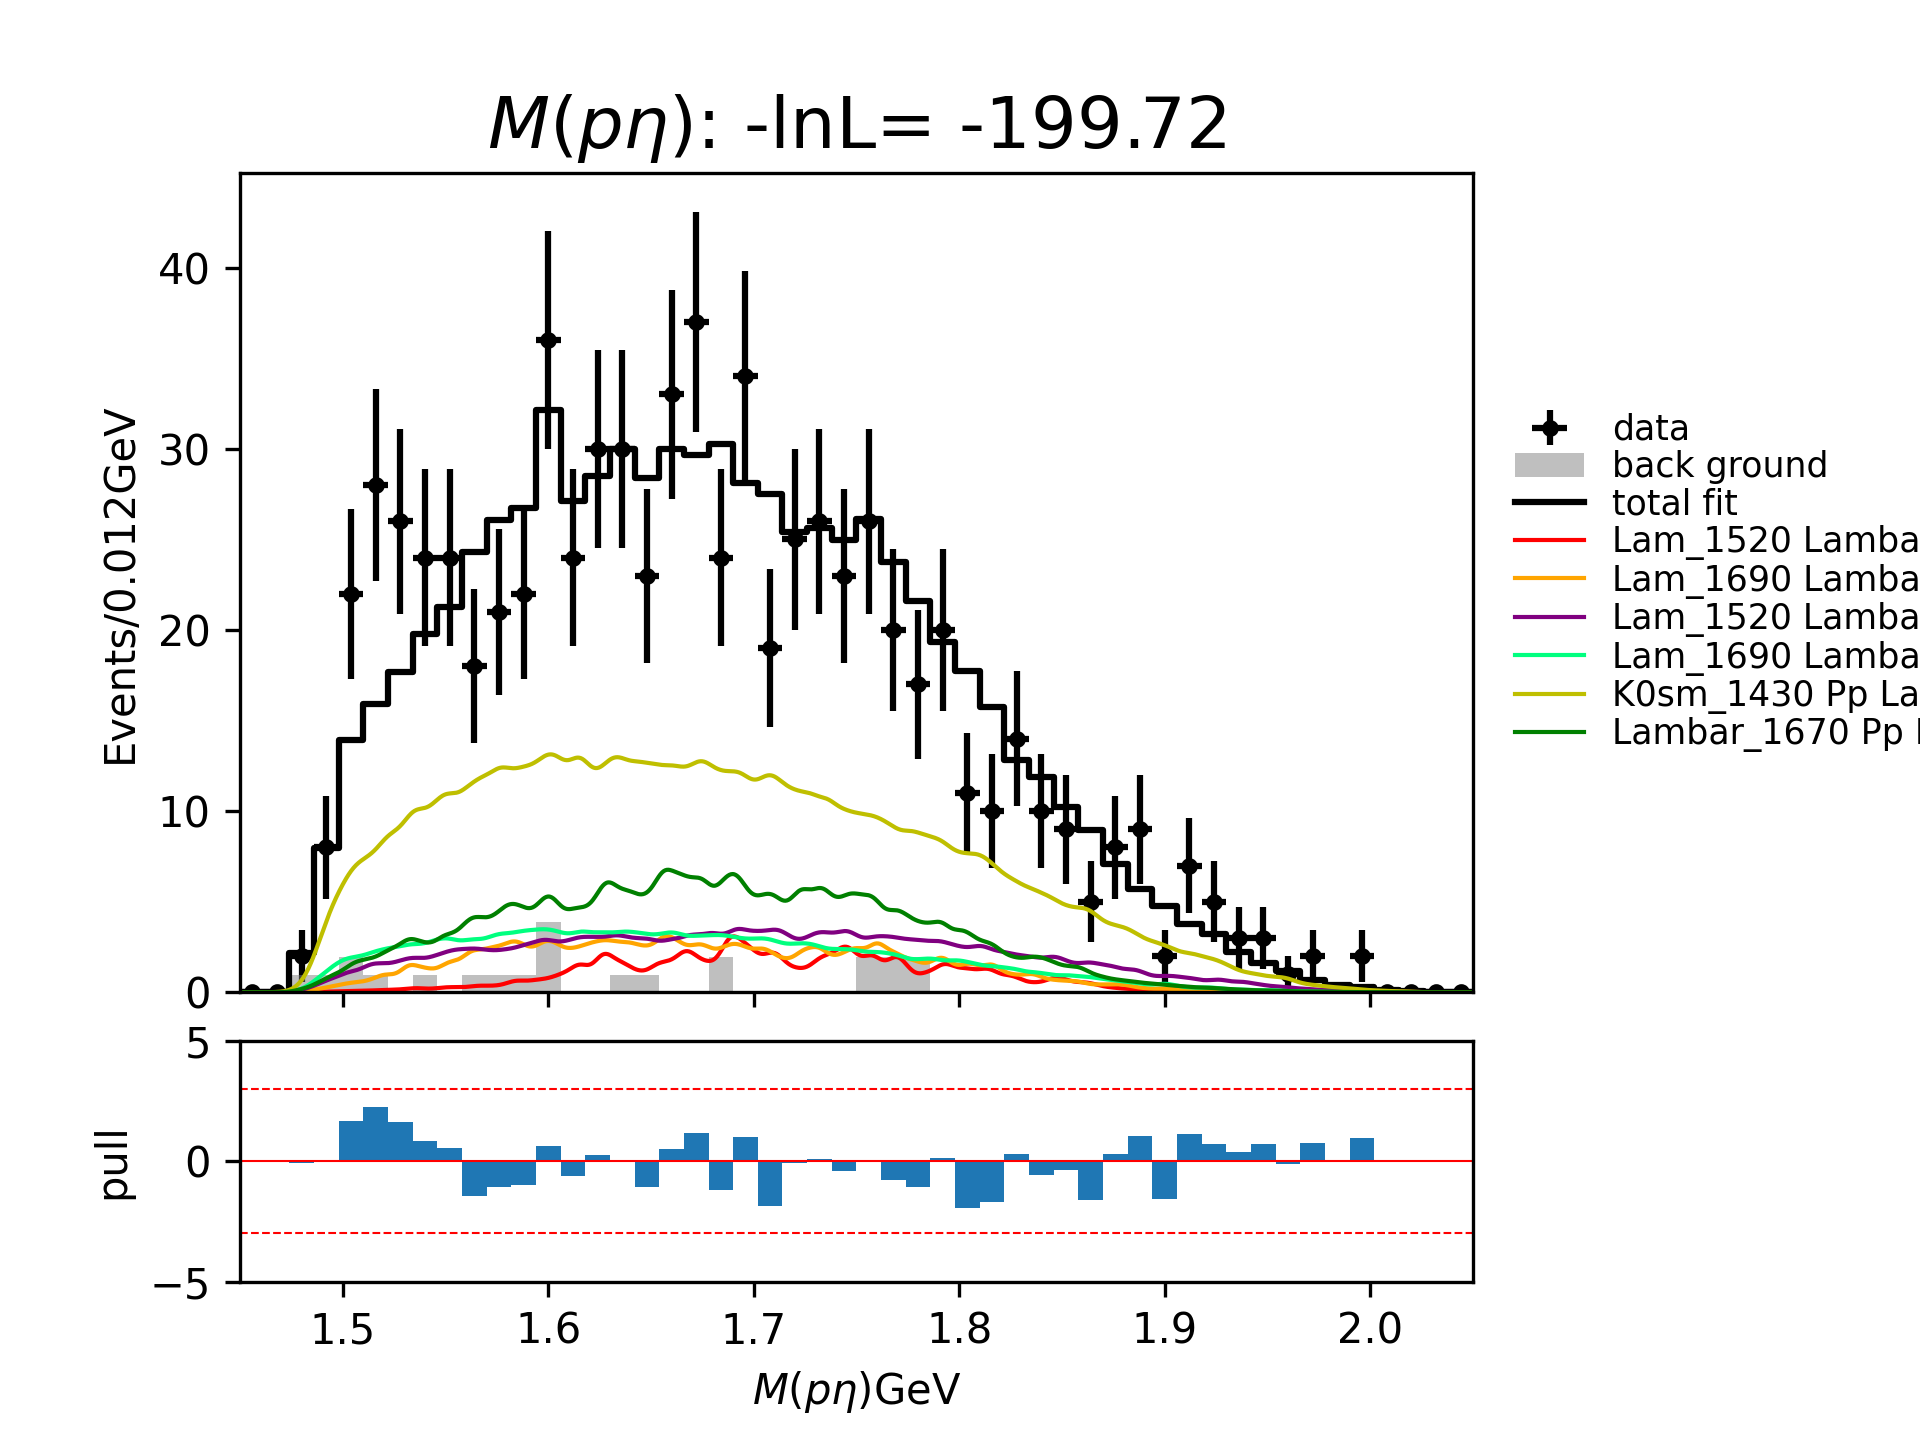 M(pη): -lnL= -199.72
Events/0.012GeV
40
30
20
10
0
data
back ground
total fit
Lam_1520 Lamba
Lam_1690 Lamba
Lam_1520 Lamba
Lam_1690 Lamba
K0sm_1430 Pp La
Lambar_1670 Pp
pull
5
0
−5
1.5 1.6 1.7 1.8 1.9 2.0
M(pη)GeV